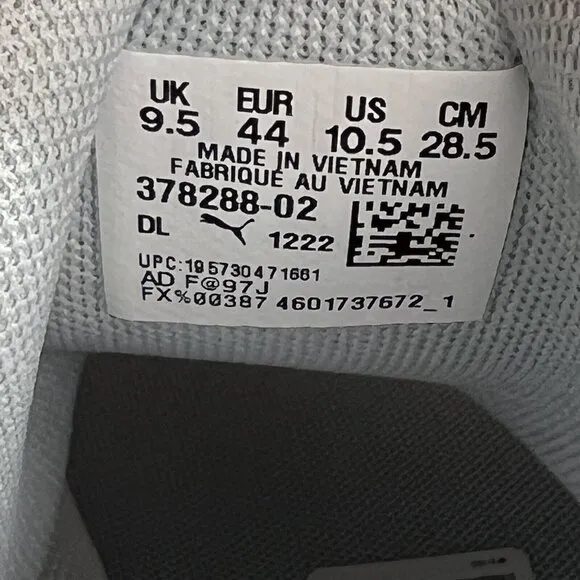 UK EUR US CM
9.5 44 10.5 28.5
MADE IN VIETNAM
FABRIQUE AU VIETNAM
378288-02
DL 1222
UPC:195730471661
AD F@97J
FX%00387 4601737672_1